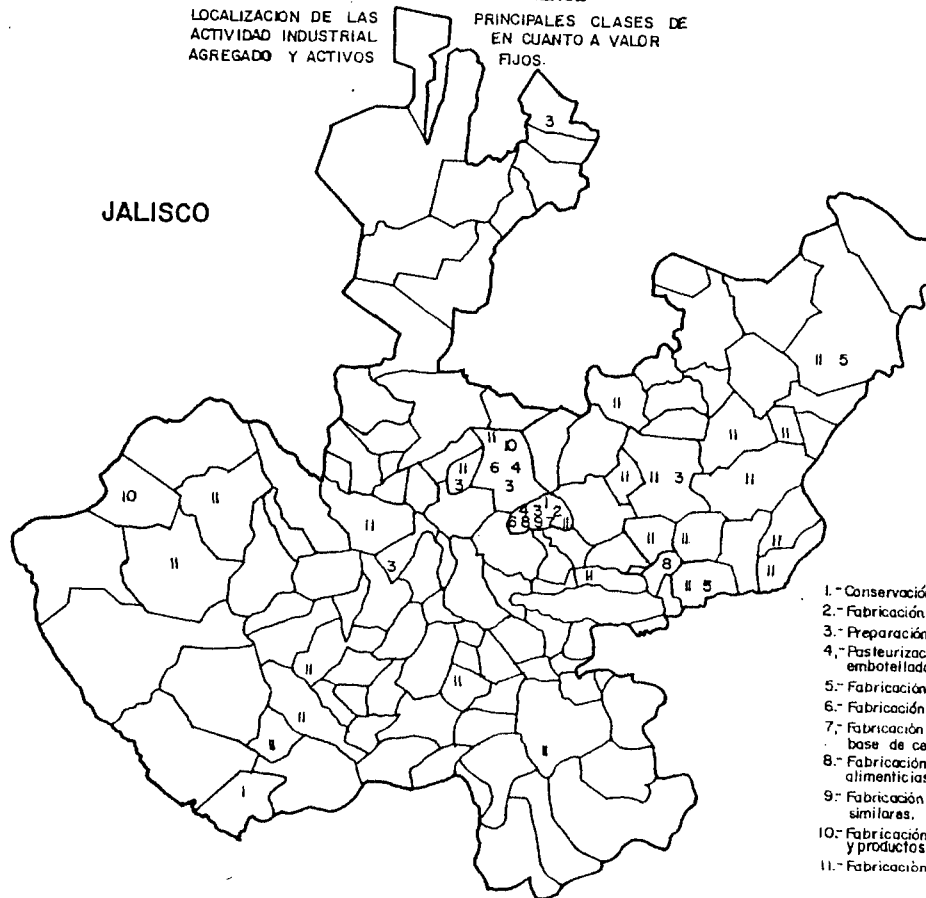 LOCALIZACION DE LAS PRINCIPALES CLASES DE
ACTIVIDAD INDUSTRIAL EN CUANTO A VALOR
AGREGADO Y ACTIVOS FIJOS.
3
JALISCO
11 5
11
11 11
11
10
11 6 4
3 3
11 11 3 11
10 11
11
4 3 1 2
6 8 9 7 11
11 11 11
11 3
8
11 11
11 5
11
11 11
11
11 11
1
1.- Conservación
2.- Fabricación
3.- Preparación
4,- Pasteurizac
embotellado
5.- Fabricación
6.- Fabricación
7,- Fabricación
base de ce
8.- Fabricación
alimenticias
9.- Fabricación
similares.
10.- Fabricación
y productos
11.- Fabricación